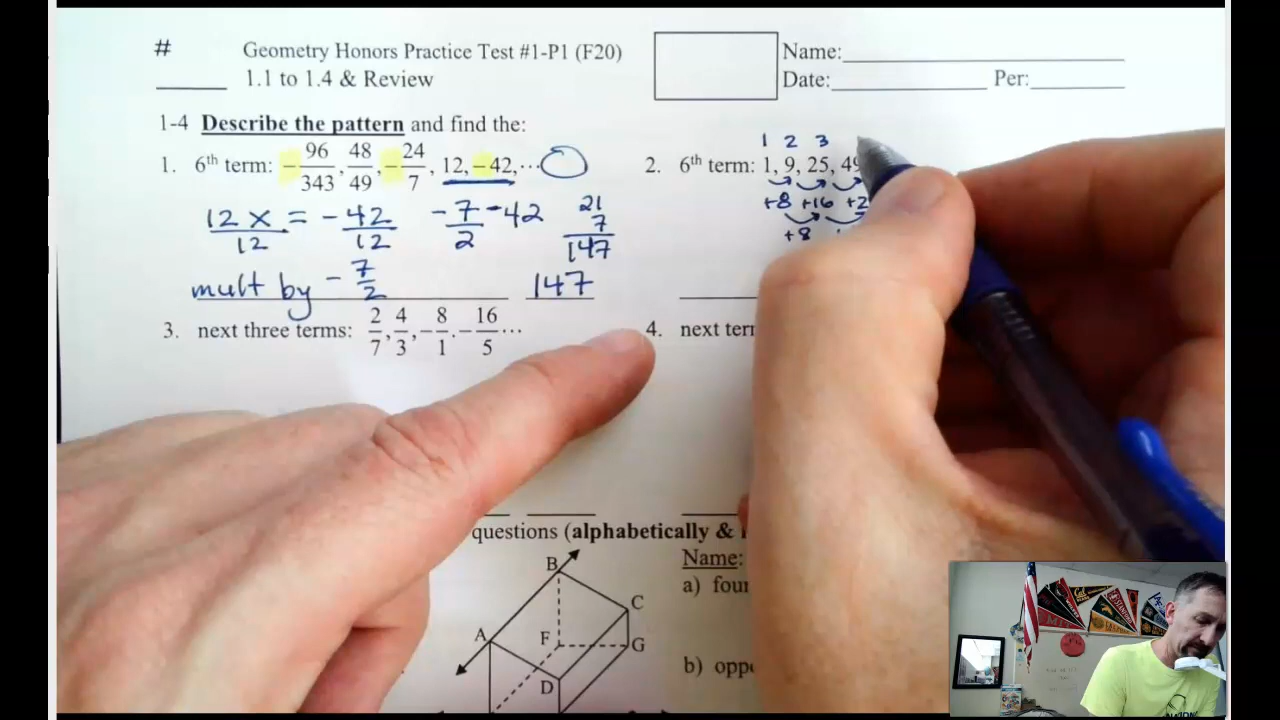 # Geometry Honors Practice Test #1-P1 (F20) Name:
1.1 to 1.4 & Review Date: Per:
1-4 Describe the pattern and find the:
1. 6th term: - 96/343, 48/49, - 24/7, 12, - 42, ...
12 x = - 42
12 12
- 7/2 · - 42
21
7
147
mult by - 7/2 147
1 2 3
2. 6th term: 1, 9, 25, 49
+8 +16 +2
+8
3. next three terms: 2/7, 4/3, - 8/1, - 16/5 ...
4. next
questions (alphabetically &
Name:
a) four
b)
B
C
A
F
G
D